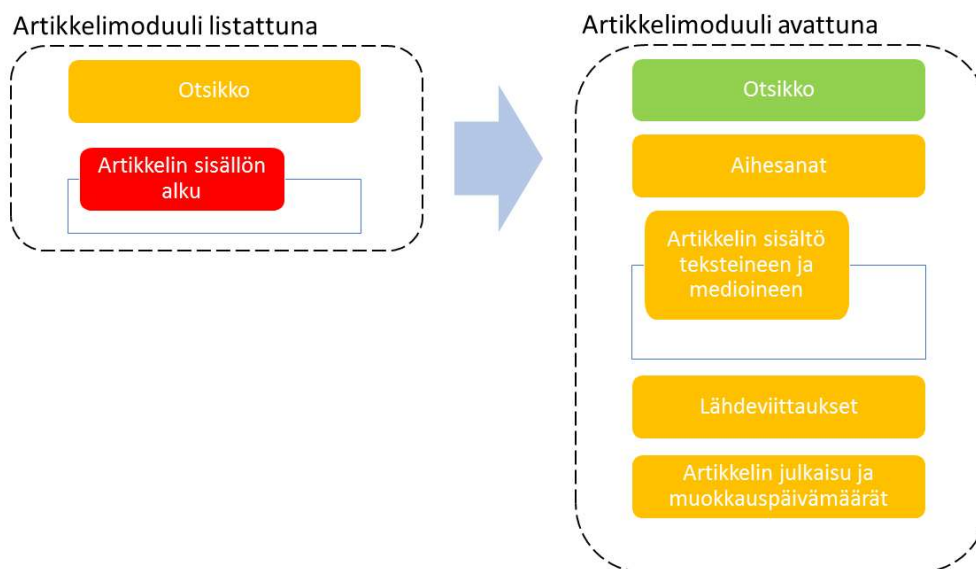 Artikkelimoduuli listattuna
Otsikko
Artikkelin sisällön
alku
Artikkelimoduuli avattuna
Otsikko
Aihesanat
Artikkelin sisältö
teksteineen ja
medioineen
Lähdeviittaukset
Artikkelin julkaisu ja
muokkauspäivämäärät